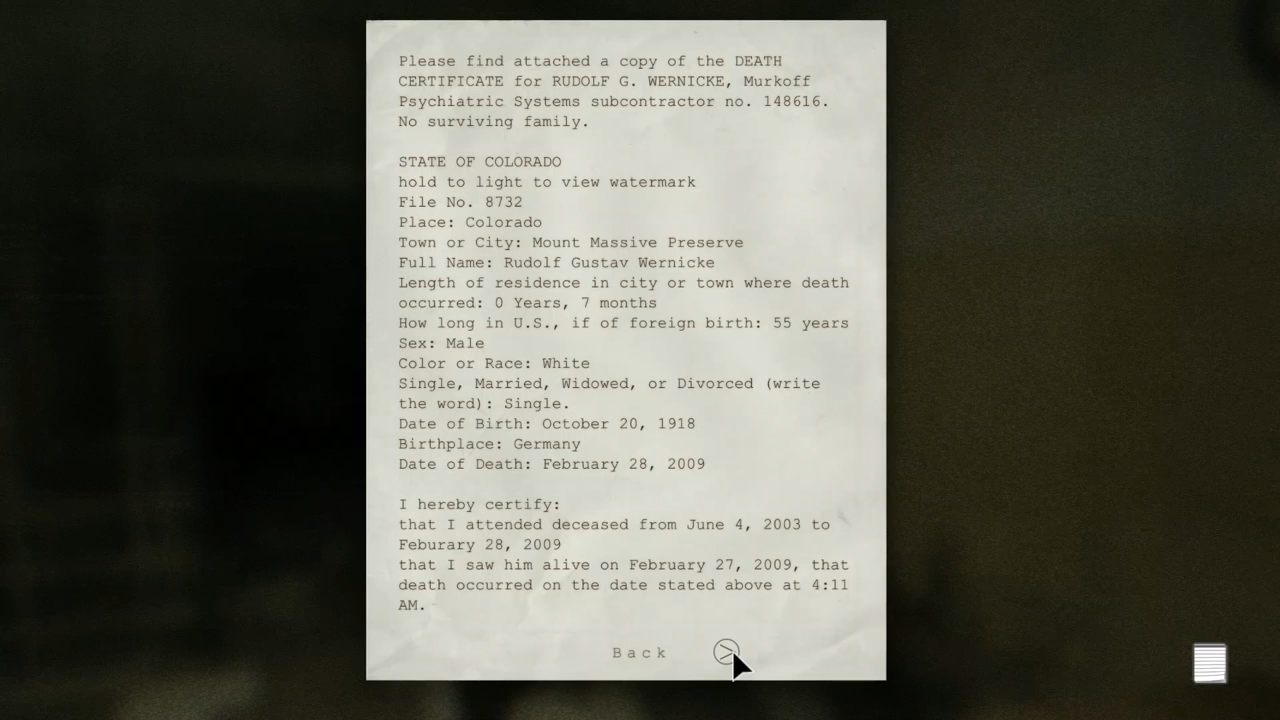 Please find attached a copy of the DEATH
CERTIFICATE for RUDOLF G. WERNICKE, Murkoff
Psychiatric Systems subcontractor no. 148616.
No surviving family.
STATE OF COLORADO
hold to light to view watermark
File No. 8732
Place: Colorado
Town or City: Mount Massive Preserve
Full Name: Rudolf Gustav Wernicke
Length of residence in city or town where death
occurred: 0 Years, 7 months
How long in U.S., if of foreign birth: 55 years
Sex: Male
Color or Race: White
Single, Married, Widowed, or Divorced (write
the word): Single.
Date of Birth: October 20, 1918
Birthplace: Germany
Date of Death: February 28, 2009
I hereby certify:
that I attended deceased from June 4, 2003 to
Feburary 28, 2009
that I saw him alive on February 27, 2009, that
death occurred on the date stated above at 4:11
AM.
Back >